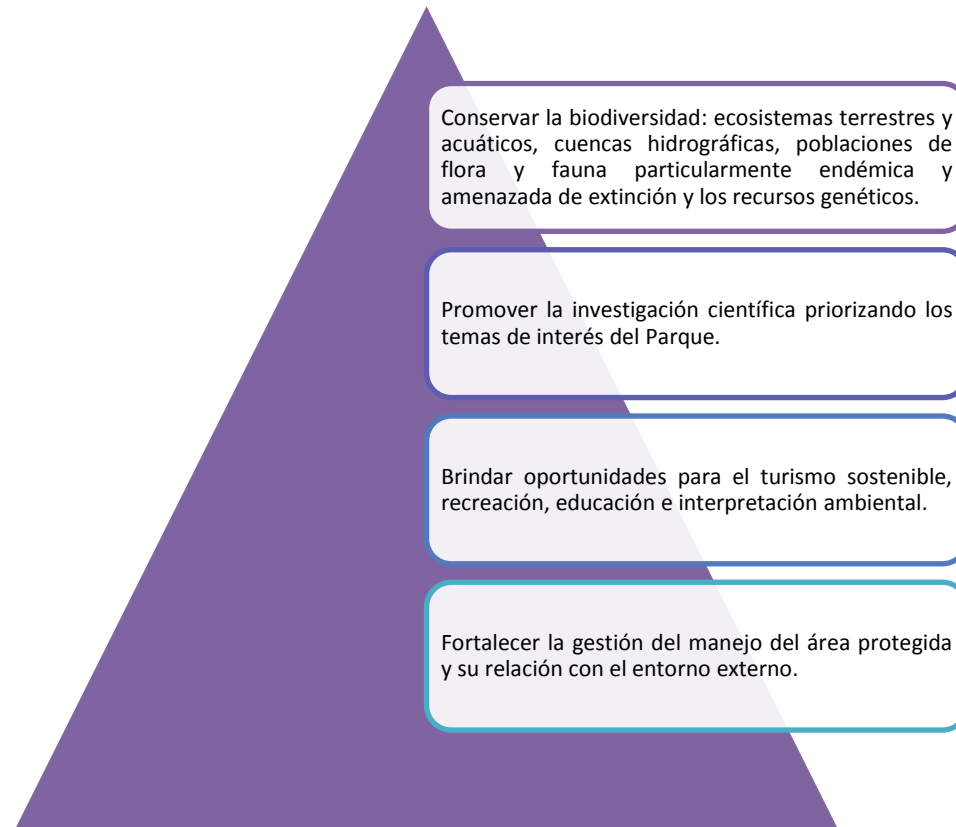 Conservar la biodiversidad: ecosistemas terrestres y
acuáticos, cuencas hidrográficas, poblaciones de
flora y fauna particularmente endémica y
amenazada de extinción y los recursos genéticos.
Promover la investigación científica priorizando los
temas de interés del Parque.
Brindar oportunidades para el turismo sostenible,
recreación, educación e interpretación ambiental.
Fortalecer la gestión del manejo del área protegida
y su relación con el entorno externo.